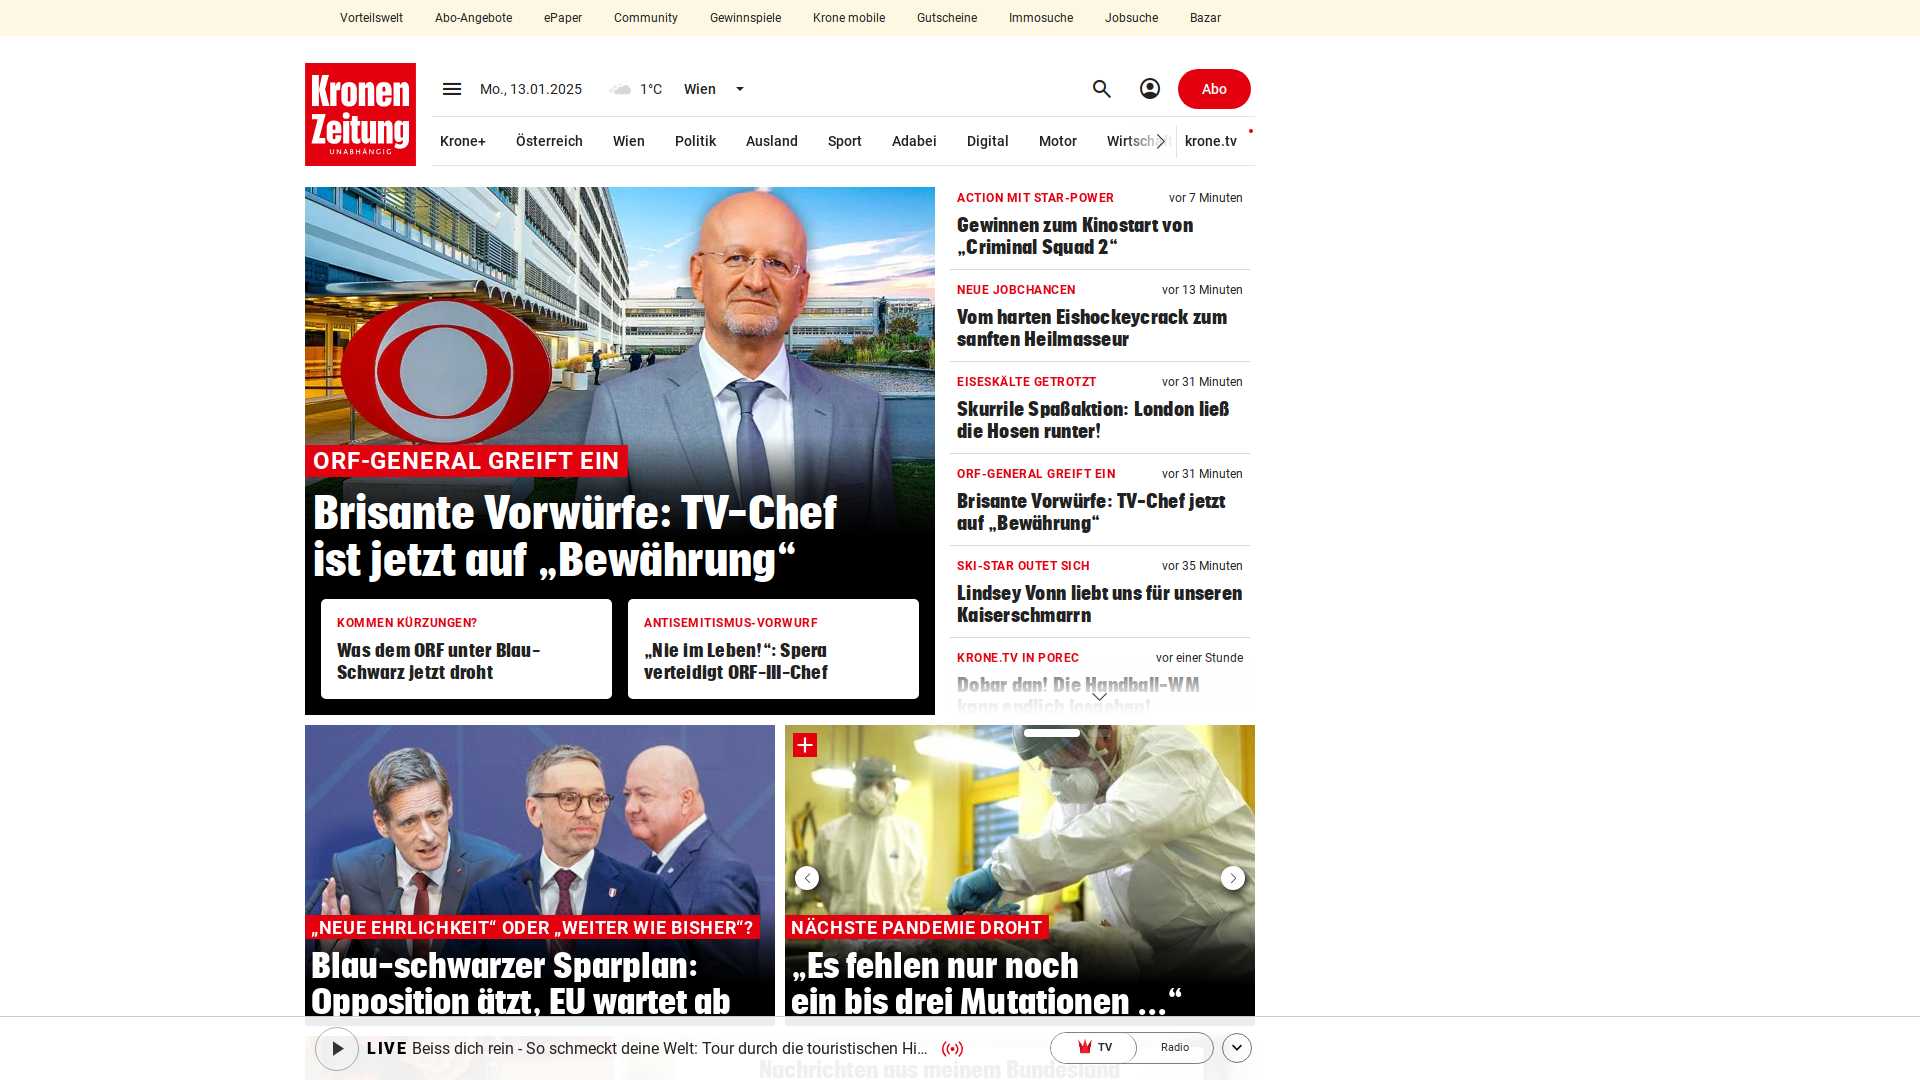 Vorteilswelt
Abo-Angebote
ePaper
Community
Gewinnspiele
Krone mobile
Gutscheine
Immosuche
Jobsuche
Bazar
Kronen
Zeitung
UNABHÄNGIG
Mo., 13.01.2025
1°C
Wien
Abo
Krone+
Österreich
Wien
Politik
Ausland
Sport
Adabei
Digital
Motor
krone.tv
ORF-GENERAL GREIFT EIN
Brisante Vorwürfe: TV-Chef
ist jetzt auf „Bewährung“
KOMMEN KÜRZUNGEN?
Was dem ORF unter Blau-
Schwarz jetzt droht
ANTISEMITISMUS-VORWURF
„Nie im Leben!“: Spera
verteidigt ORF-III-Chef
ACTION MIT STAR-POWER
vor 7 Minuten
Gewinnen zum Kinostart von
„Criminal Squad 2“
NEUE JOBCHANCEN
vor 13 Minuten
Vom harten Eishockeycrack zum
sanften Heilmasseur
EISESKÄLTE GETROTZT
vor 31 Minuten
Skurrile Spaßaktion: London ließ
die Hosen runter!
ORF-GENERAL GREIFT EIN
vor 31 Minuten
Brisante Vorwürfe: TV-Chef jetzt
auf „Bewährung“
SKI-STAR OUTET SICH
vor 35 Minuten
Lindsey Vonn liebt uns für unseren
Kaiserschmarrn
KRONE.TV IN POREC
vor einer Stunde
Dobar dan! Die Handball-WM
kann endlich losgehen!
„NEUE EHRLICHKEIT“ ODER „WEITER WIE BISHER“?
Blau-schwarzer Sparplan:
Opposition ätzt, EU wartet ab
NÄCHSTE PANDEMIE DROHT
„Es fehlen nur noch
ein bis drei Mutationen ...“
LIVE Beiss dich rein - So schmeckt deine Welt: Tour durch die touristischen Hi...
TV
Radio
Nachrichten aus meinem Bundesland